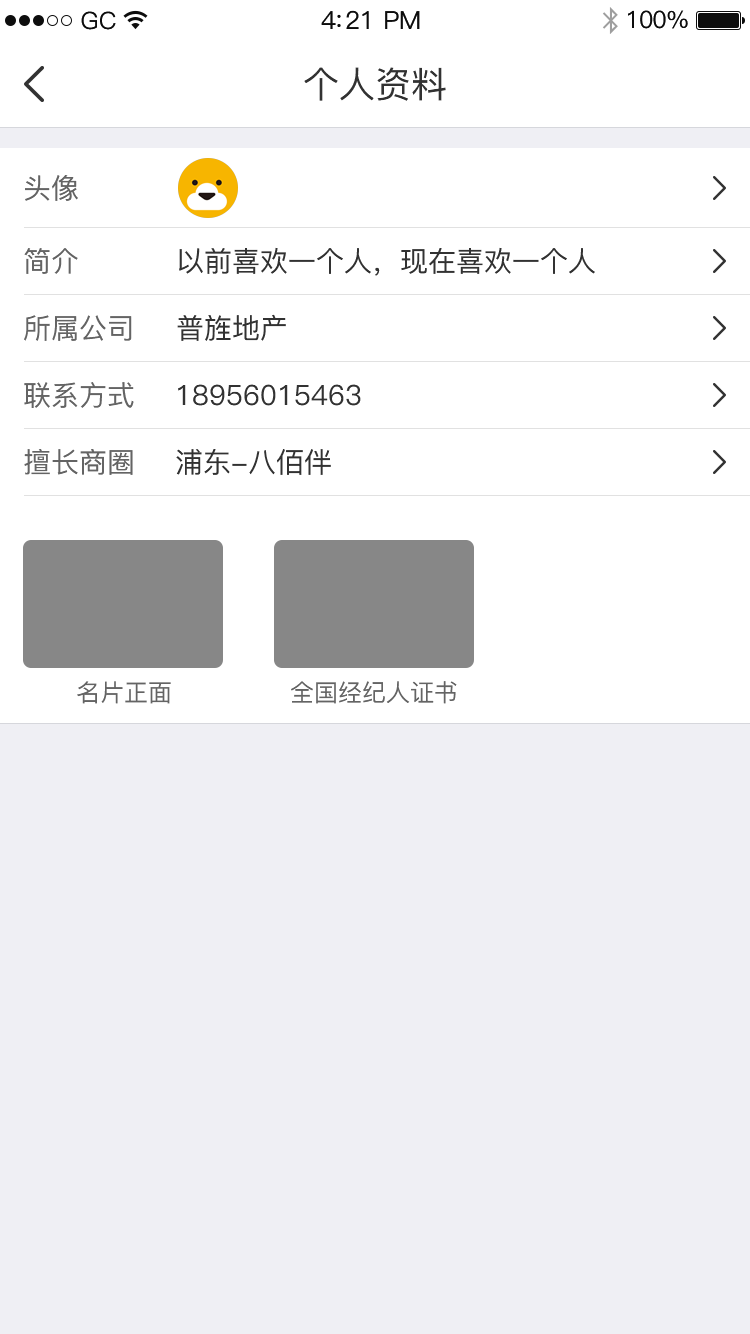 GC 4:21 PM 100%
个人资料
头像
简介 以前喜欢一个人，现在喜欢一个人
所属公司 普旌地产
联系方式 18956015463
擅长商圈 浦东-八佰伴
名片正面 全国经纪人证书